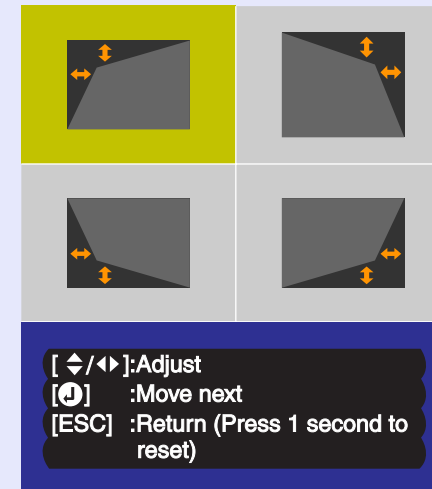 [ ⏶⏷/⏴⏵ ]:Adjust
[⏎] :Move next
[ESC] :Return (Press 1 second to
reset)